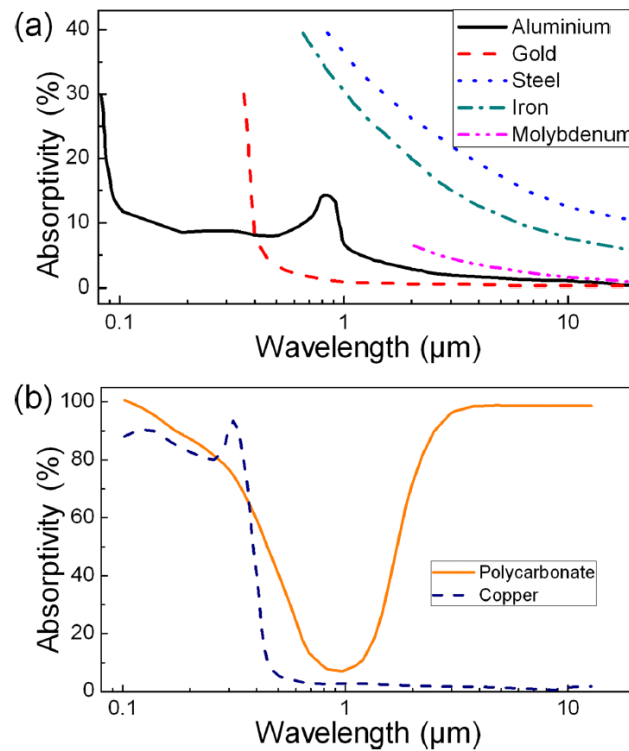 (a)
Absorptivity (%)
40
30
20
10
0
Aluminium
Gold
Steel
Iron
Molybdenum
0.1
1
10
Wavelength (μm)
(b)
Absorptivity (%)
100
80
60
40
20
0
Polycarbonate
Copper
0.1
1
10
Wavelength (μm)